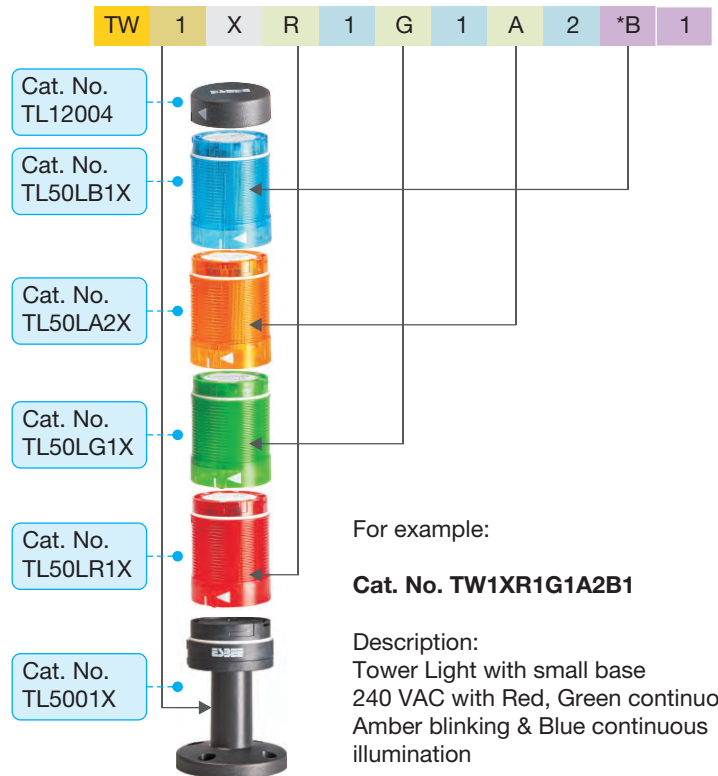 TW 1 X R 1 G 1 A 2 *B 1
Cat. No.
TL12004
Cat. No.
TL50LB1X
Cat. No.
TL50LA2X
Cat. No.
TL50LG1X
Cat. No.
TL50LR1X
Cat. No.
TL5001X
ESBEE
For example:
Cat. No. TW1XR1G1A2B1
Description:
Tower Light with small base
240 VAC with Red, Green continuo
Amber blinking & Blue continuous
illumination